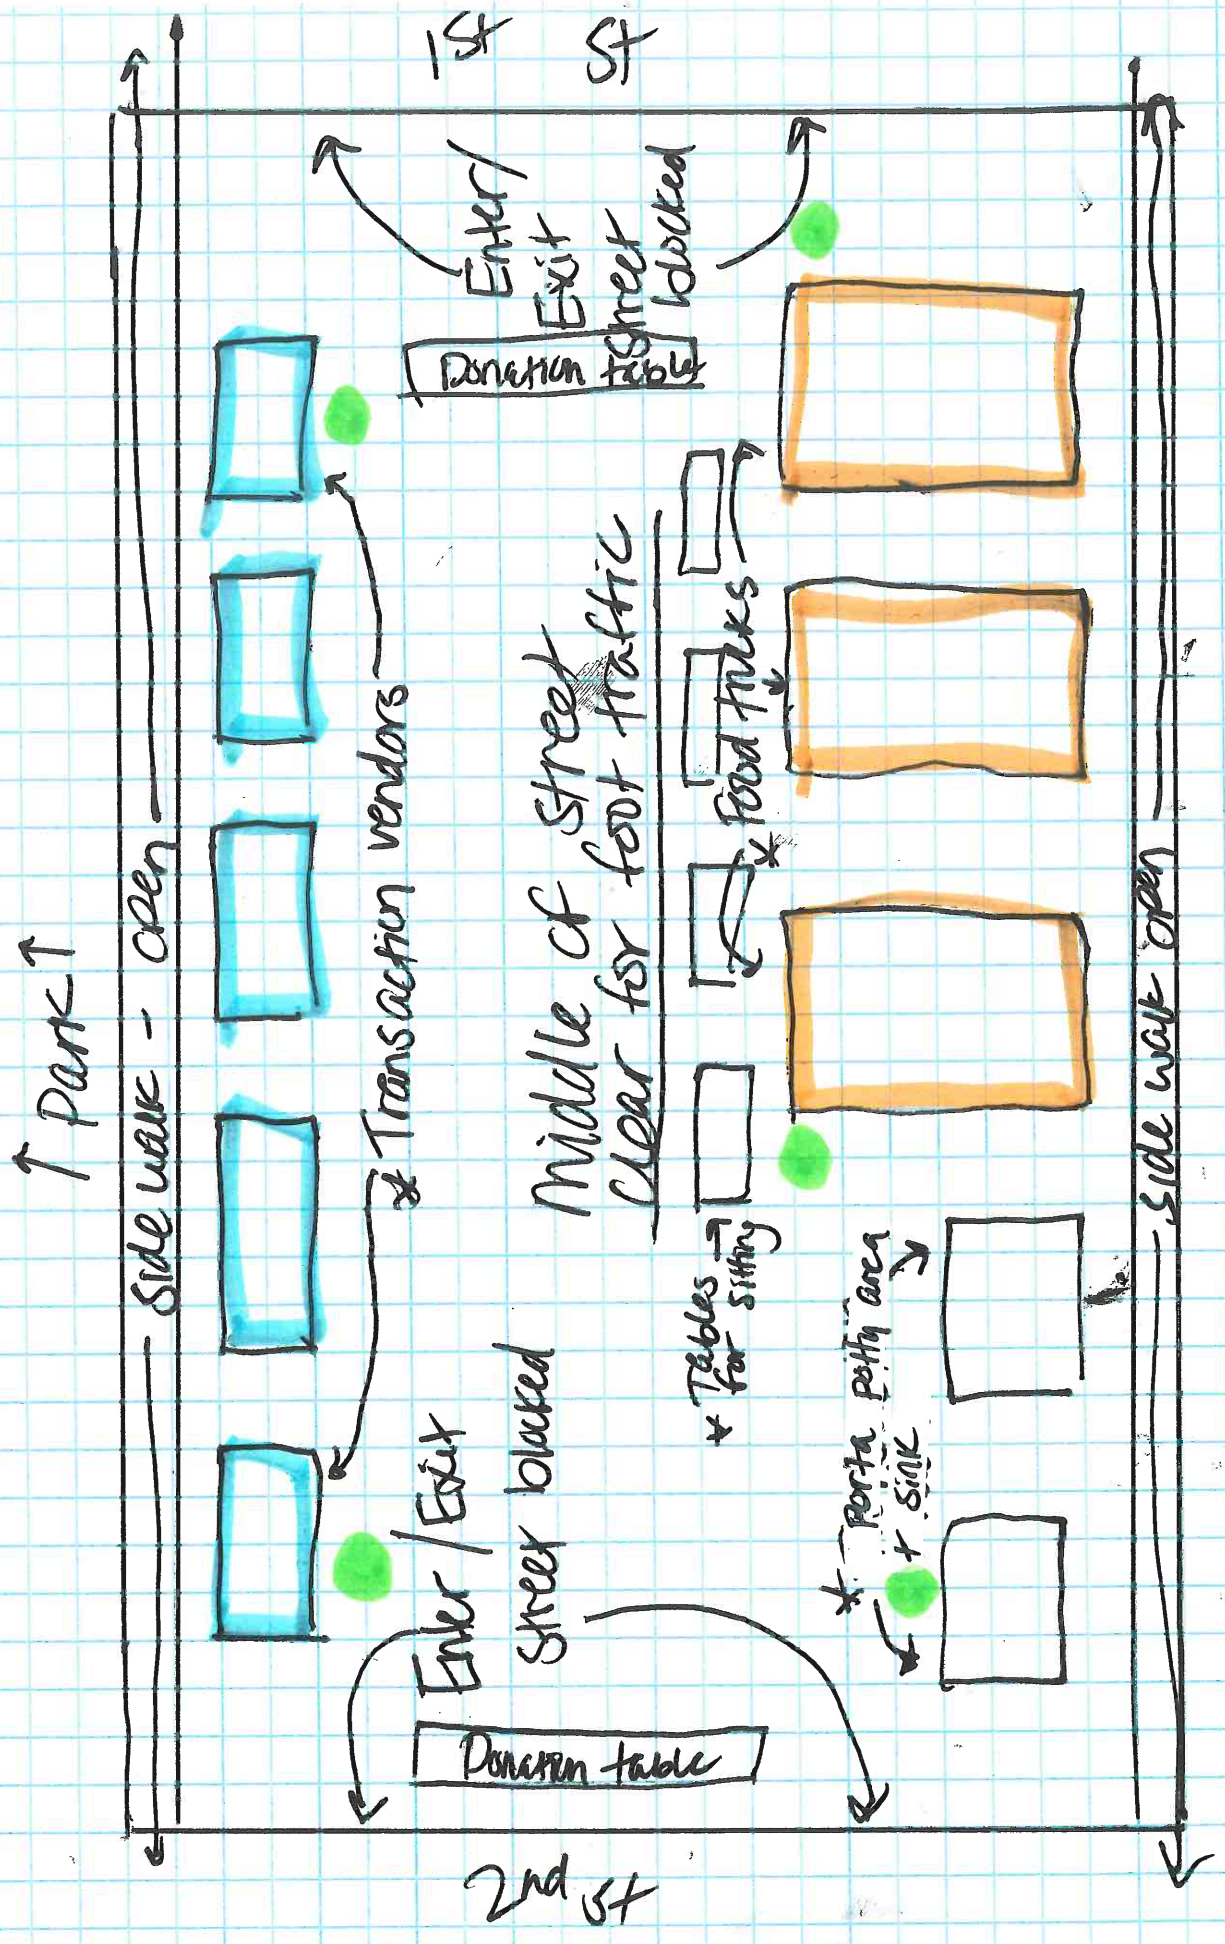 ↑ Park ↑
Side walk - open
* Transaction vendors
2nd St
Enter / Exit
Street blocked
Donation table
Middle of Street
Clear for foot traffic
Enter/
Exit
Street
blocked
Donation table
1st St
* Tables →
for sitting
* Food trucks
* Porta potty area
+ sink
Side walk open